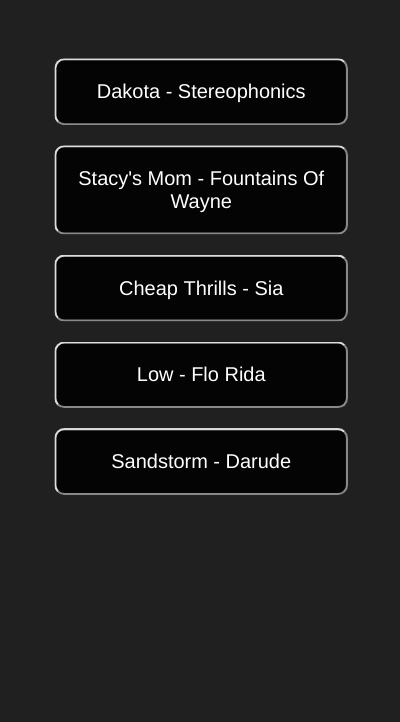 Dakota - Stereophonics
Stacy's Mom - Fountains Of
Wayne
Cheap Thrills - Sia
Low - Flo Rida
Sandstorm - Darude